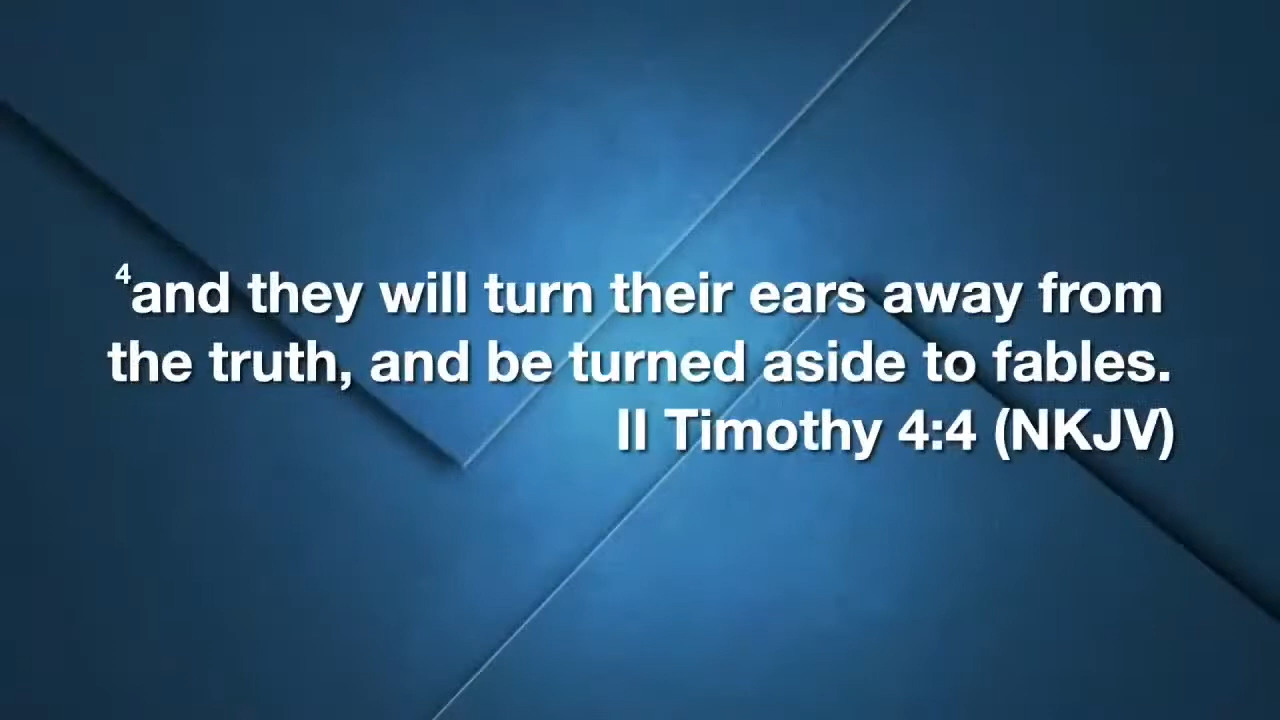 ⁴and they will turn their ears away from
the truth, and be turned aside to fables.
II Timothy 4:4 (NKJV)